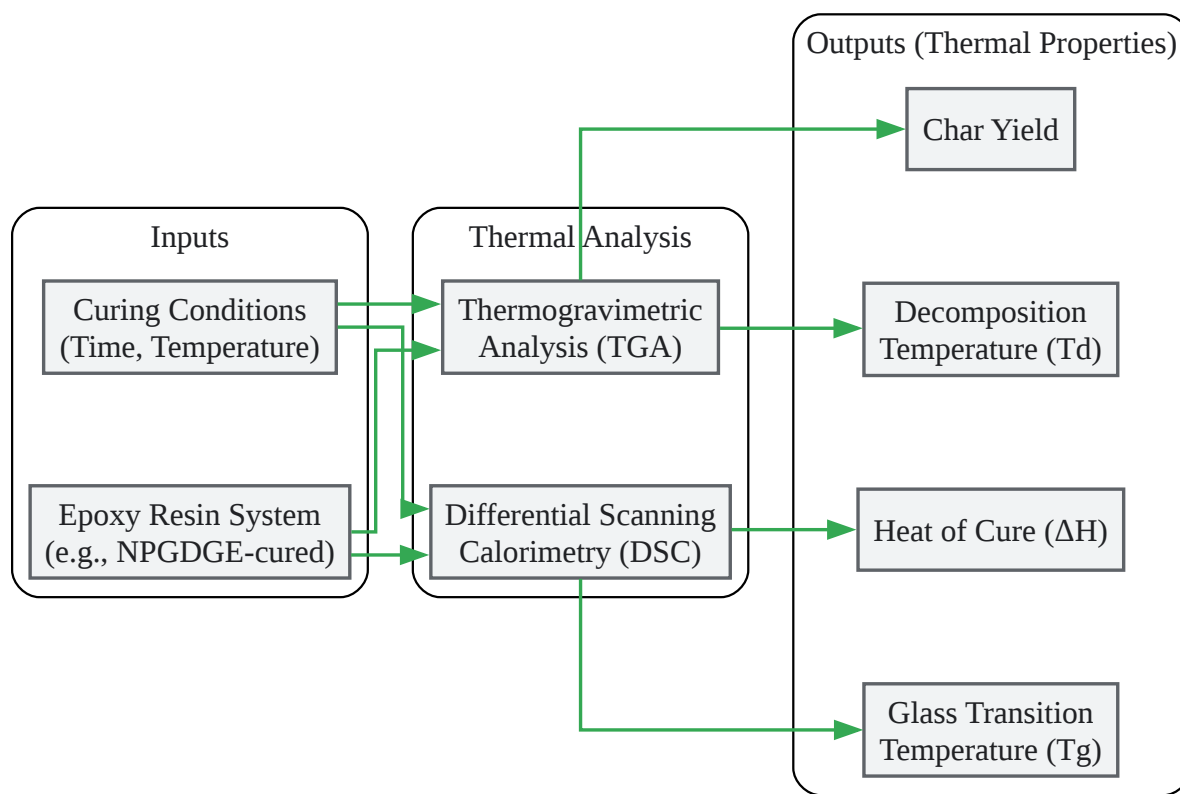 Inputs
Curing Conditions
(Time, Temperature)
Epoxy Resin System
(e.g., NPGDGE-cured)
Thermal Analysis
Thermogravimetric
Analysis (TGA)
Differential Scanning
Calorimetry (DSC)
Outputs (Thermal Properties)
Char Yield
Decomposition
Temperature (Td)
Heat of Cure (ΔH)
Glass Transition
Temperature (Tg)